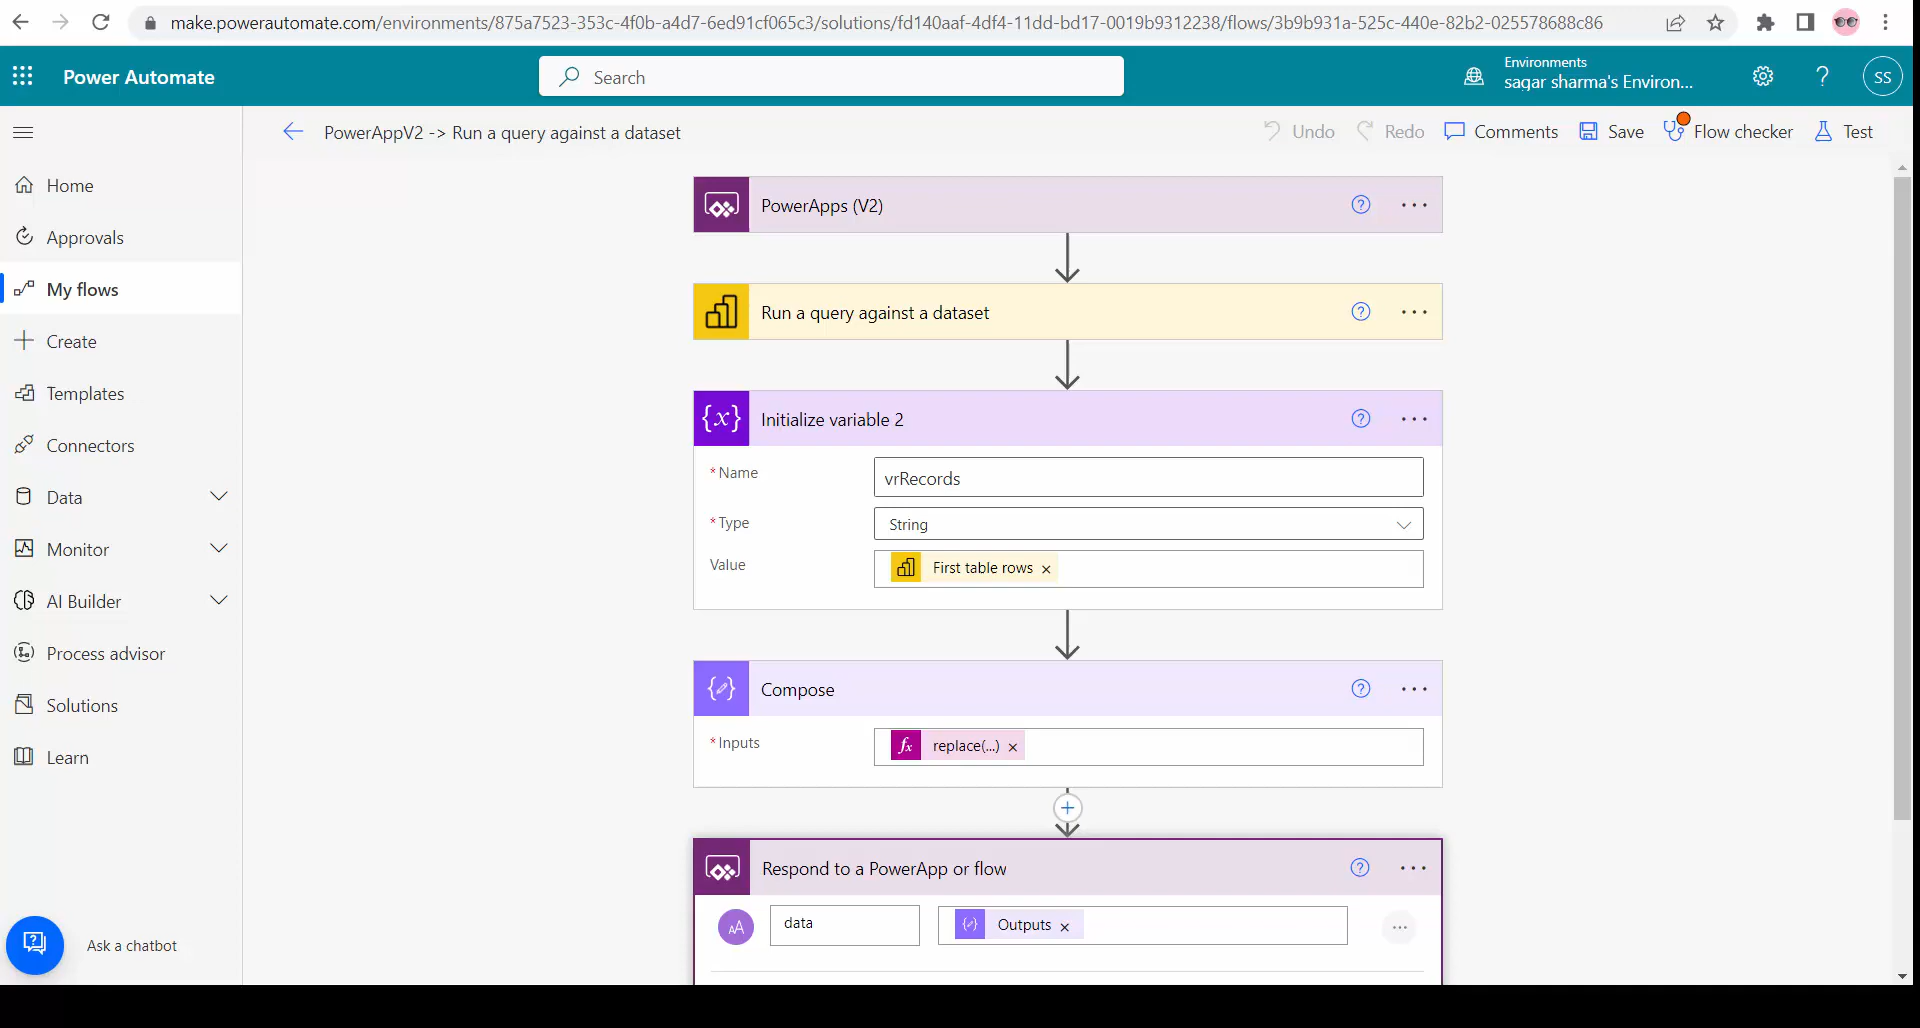 make.powerautomate.com/environments/875a7523-353c-4f0b-a4d7-6ed91cf065c3/solutions/fd140aaf-4df4-11dd-bd17-0019b9312238/flows/3b9b931a-525c-440e-82b2-025578688c86
Power Automate
Search
Environments
sagar sharma's Environ...
?
SS
PowerAppV2 -> Run a query against a dataset
Undo
Redo
Comments
Save
Flow checker
Test
Home
Approvals
My flows
Create
Templates
Connectors
Data
Monitor
AI Builder
Process advisor
Solutions
Learn
Ask a chatbot
PowerApps (V2)
?
Run a query against a dataset
?
{x}
Initialize variable 2
?
*Name
vrRecords
*Type
String
Value
First table rows ×
Compose
?
*Inputs
fx
replace(...) ×
Respond to a PowerApp or flow
?
AA
data
Outputs ×